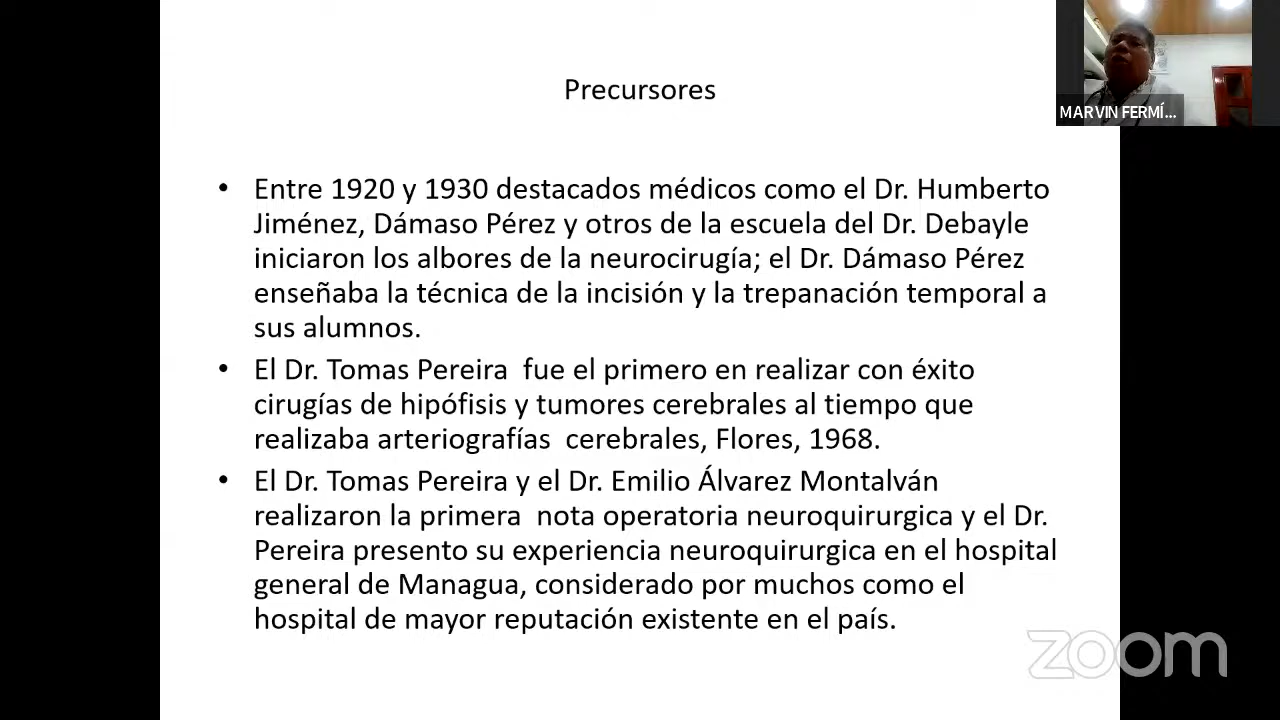 Precursores
MARVIN FERMÍ...
• Entre 1920 y 1930 destacados médicos como el Dr. Humberto
Jiménez, Dámaso Pérez y otros de la escuela del Dr. Debayle
iniciaron los albores de la neurocirugía; el Dr. Dámaso Pérez
enseñaba la técnica de la incisión y la trepanación temporal a
sus alumnos.
• El Dr. Tomas Pereira  fue el primero en realizar con éxito
cirugías de hipófisis y tumores cerebrales al tiempo que
realizaba arteriografías  cerebrales, Flores, 1968.
• El Dr. Tomas Pereira y el Dr. Emilio Álvarez Montalván
realizaron la primera  nota operatoria neuroquirurgica y el Dr.
Pereira presento su experiencia neuroquirurgica en el hospital
general de Managua, considerado por muchos como el
hospital de mayor reputación existente en el país.
zoom